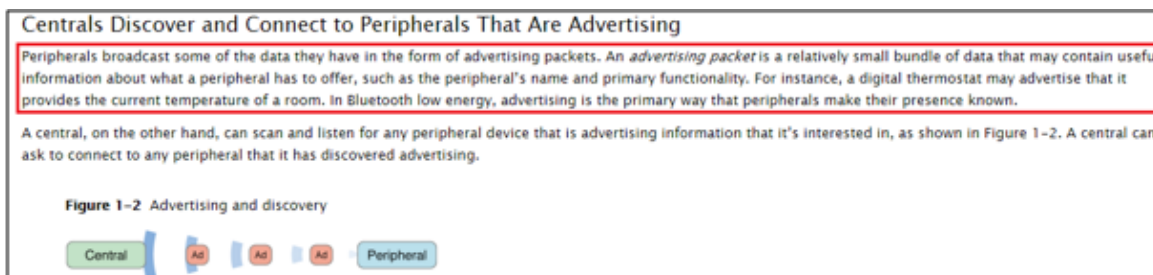 Centrals Discover and Connect to Peripherals That Are Advertising
Peripherals broadcast some of the data they have in the form of advertising packets. An advertising packet is a relatively small bundle of data that may contain usefu
information about what a peripheral has to offer, such as the peripheral's name and primary functionality. For instance, a digital thermostat may advertise that it
provides the current temperature of a room. In Bluetooth low energy, advertising is the primary way that peripherals make their presence known.
A central, on the other hand, can scan and listen for any peripheral device that is advertising information that it's interested in, as shown in Figure 1-2. A central can
ask to connect to any peripheral that it has discovered advertising.
Figure 1-2 Advertising and discovery
Central Ad Ad Ad Peripheral